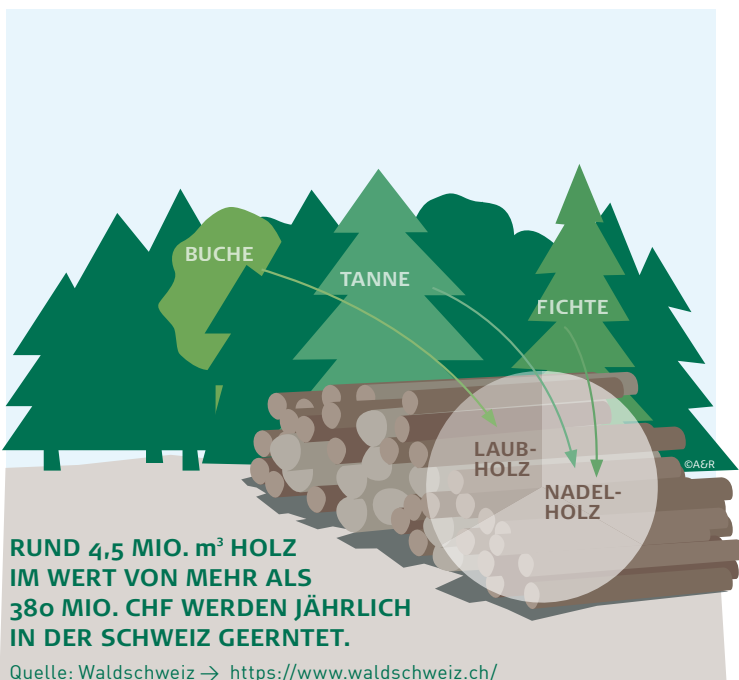 BUCHE
TANNE
FICHTE
LAUB-
HOLZ
NADEL-
HOLZ
©A&R
RUND 4,5 MIO. m³ HOLZ
IM WERT VON MEHR ALS
380 MIO. CHF WERDEN JÄHRLICH
IN DER SCHWEIZ GEERNTET.
Quelle: Waldschweiz → https://www.waldschweiz.ch/